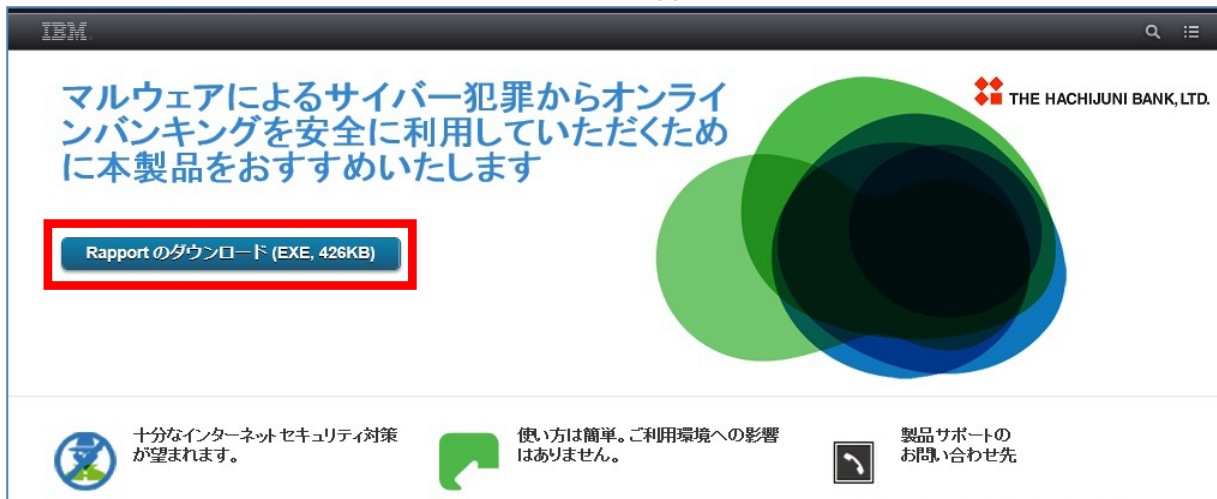 IBM
THE HACHIJUNI BANK, LTD.
マルウェアによるサイバー犯罪からオンライ
ンバンキングを安全に利用していただくため
に本製品をおすすめいたします
Rapport のダウンロード (EXE, 426KB)
十分なインターネットセキュリティ対策
が望まれます。
使い方は簡単。ご利用環境への影響
はありません。
製品サポートの
お問い合わせ先